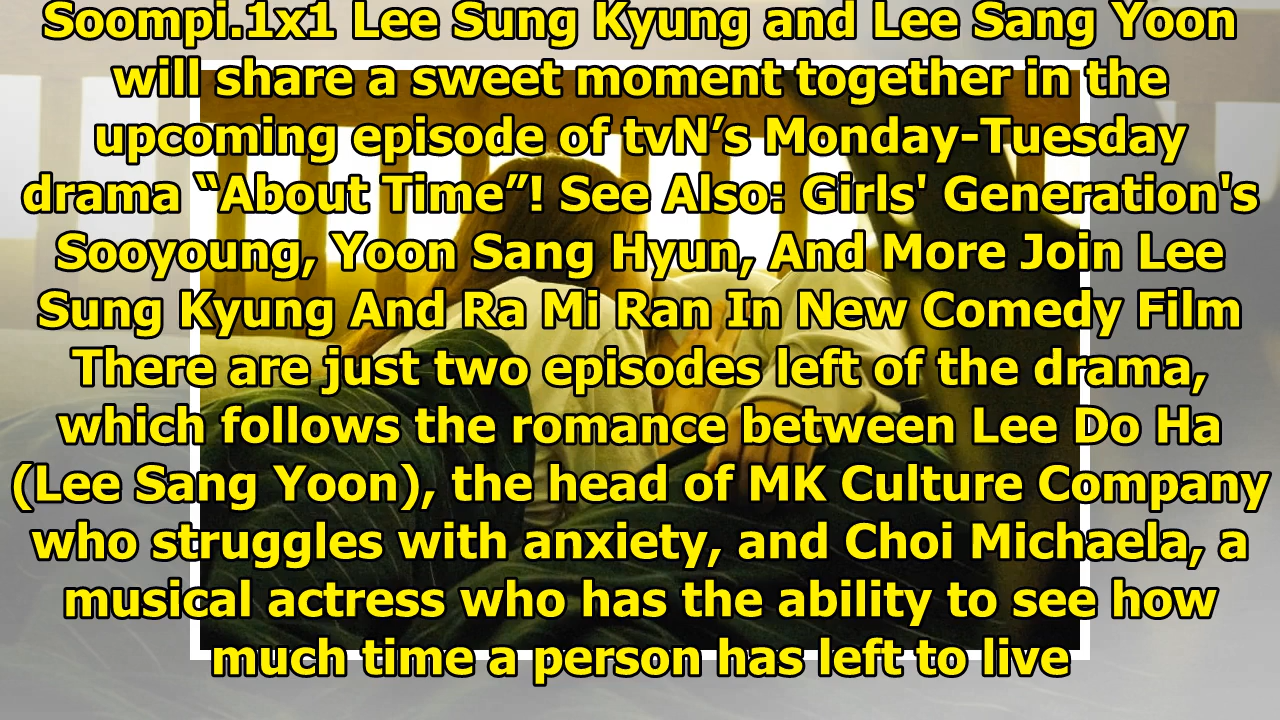 Soompi.1x1 Lee Sung Kyung and Lee Sang Yoon
will share a sweet moment together in the
upcoming episode of tvN’s Monday-Tuesday
drama “About Time”! See Also: Girls' Generation's
Sooyoung, Yoon Sang Hyun, And More Join Lee
Sung Kyung And Ra Mi Ran In New Comedy Film
There are just two episodes left of the drama,
which follows the romance between Lee Do Ha
(Lee Sang Yoon), the head of MK Culture Company
who struggles with anxiety, and Choi Michaela, a
musical actress who has the ability to see how
much time a person has left to live